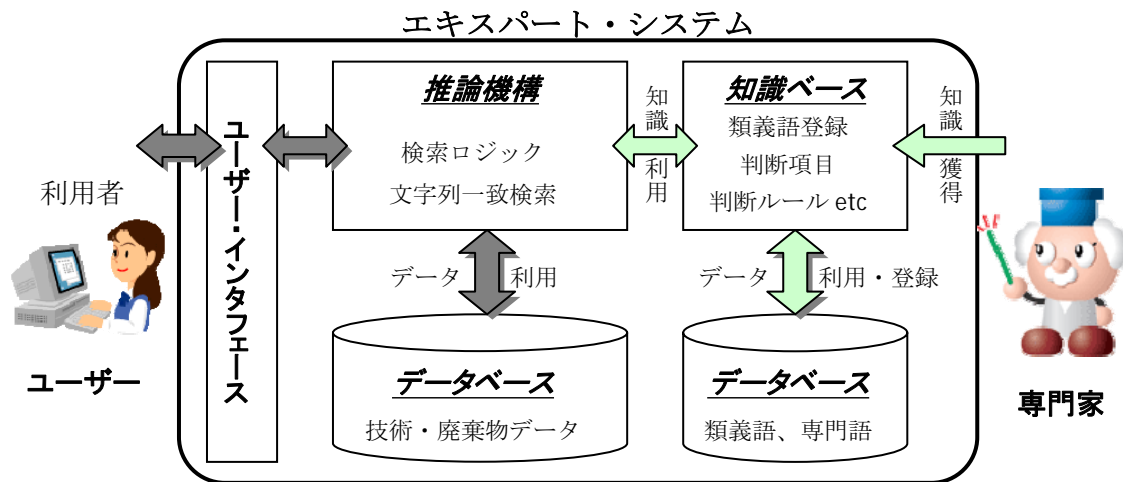 エキスパート・システム
利用者
ユーザー
ユーザー・インタフェース
推論機構
検索ロジック
文字列一致検索
知識
利用
知識ベース
類義語登録
判断項目
判断ルール etc
知識
獲得
データ
利用
データ
利用・登録
データベース
技術・廃棄物データ
データベース
類義語、専門語
専門家